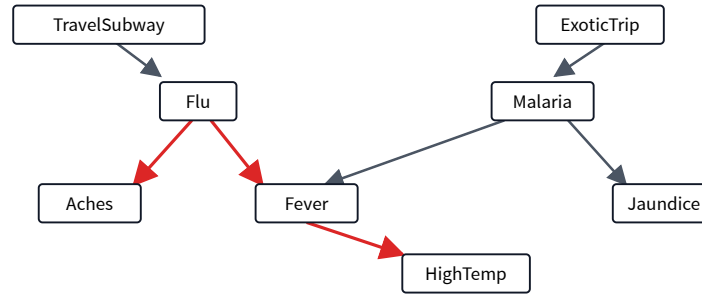 TravelSubway
ExoticTrip
Flu
Malaria
Aches
Fever
Jaundice
HighTemp